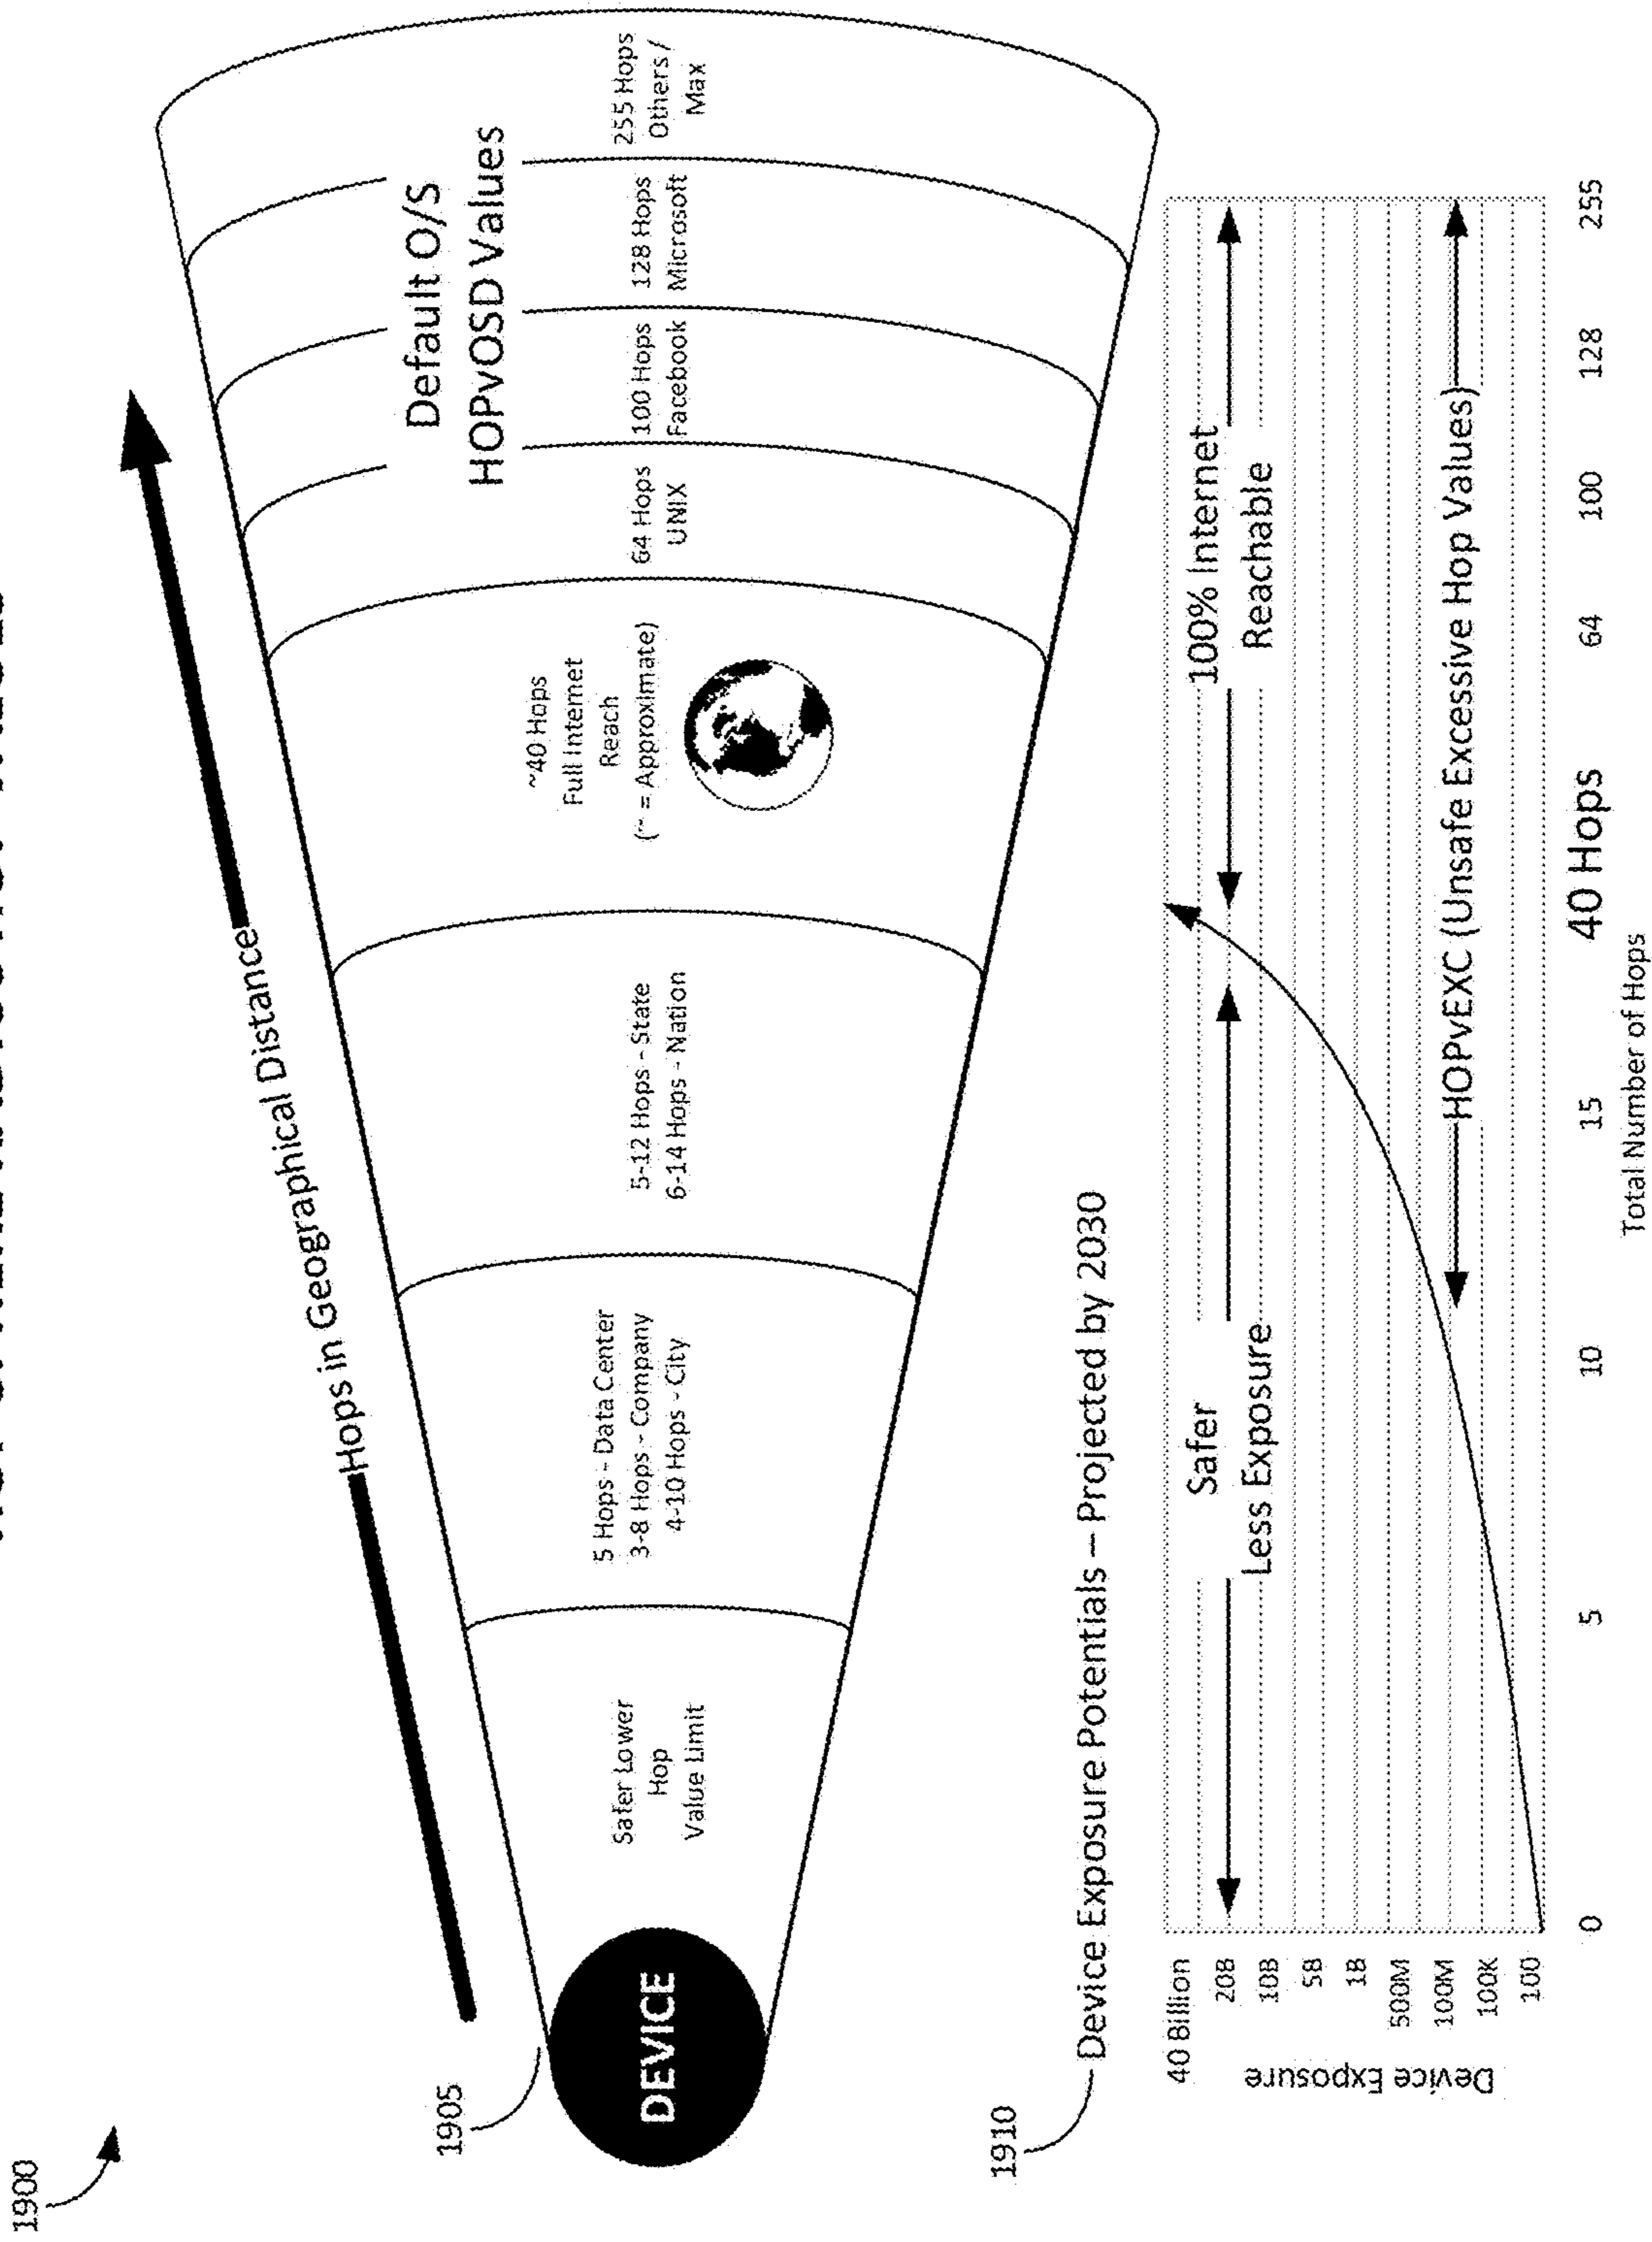 1900
1905
Hops in Geographical Distance
DEVICE
Safer Lower
Hop
Value Limit
5 Hops - Data Center
3-8 Hops - Company
4-10 Hops - City
5-12 Hops - State
6-14 Hops - Nation
~40 Hops
Full Internet
Reach
(~ = Approximate)
Default O/S
HOPvOSD Values
64 Hops
UNIX
100 Hops
Facebook
128 Hops
Microsoft
255 Hops
Others /
Max
1910
Device Exposure Potentials – Projected by 2030
Device Exposure
40 Billion
20B
10B
5B
1B
500M
100M
100K
100
Safer
Less Exposure
100% Internet
Reachable
HOPvEXC (Unsafe Excessive Hop Values)
0
5
10
15
40 Hops
64
100
128
255
Total Number of Hops